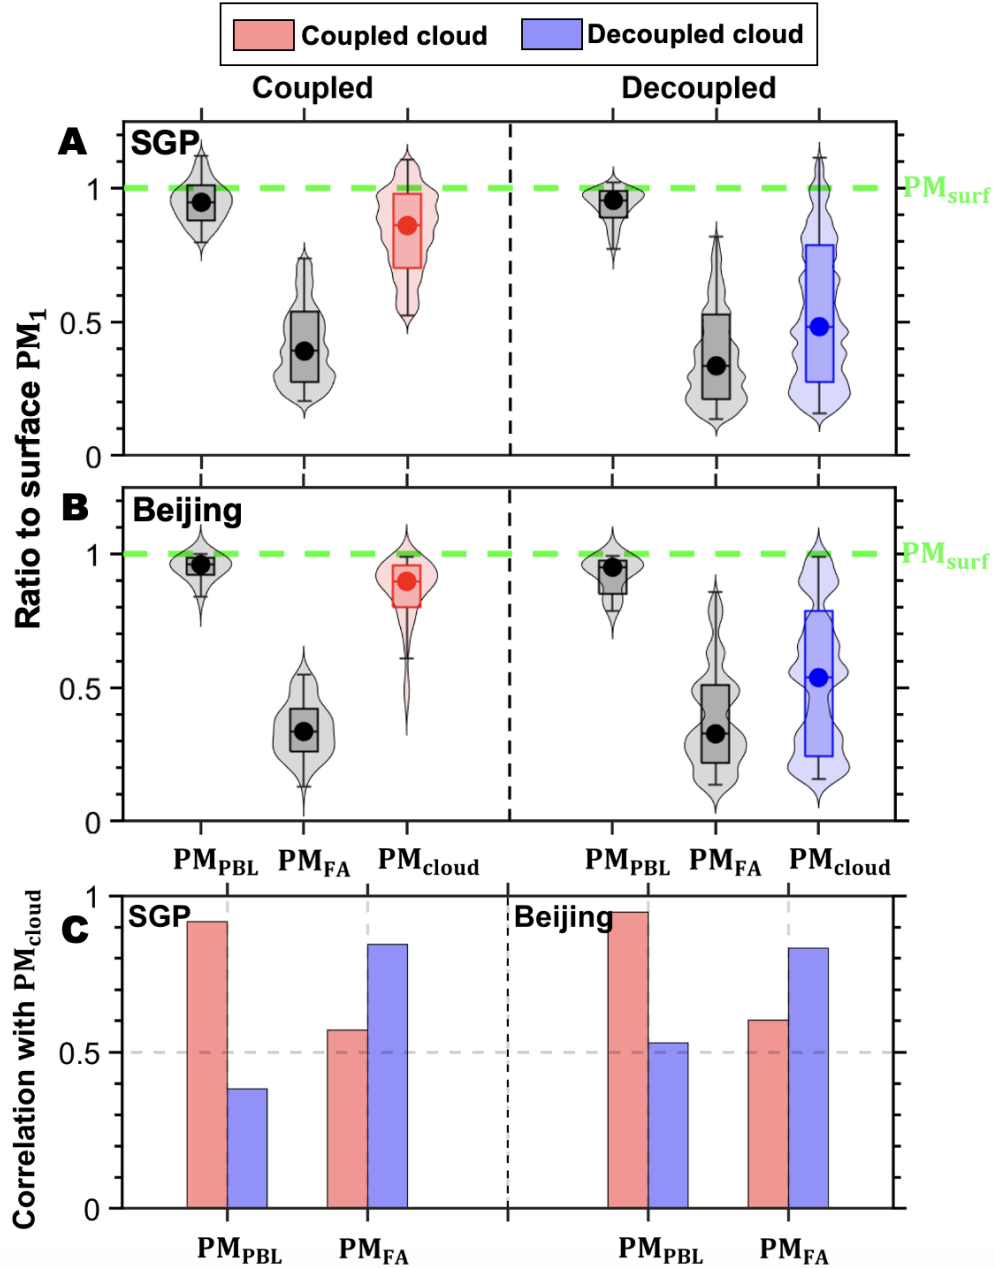 Coupled cloud Decoupled cloud
Coupled Decoupled
A SGP
1
PMsurf
0.5
0
Ratio to surface PM1
B Beijing
1
PMsurf
0.5
0
PMPBL PMFA PMcloud PMPBL PMFA PMcloud
C SGP Beijing
1
0.5
0
Correlation with PMcloud
PMPBL PMFA PMPBL PMFA